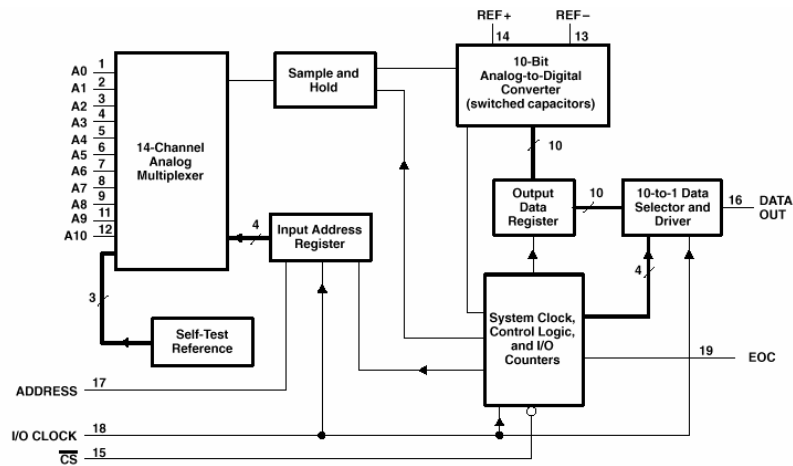 REF+ REF−
14 13
10-Bit
Analog-to-Digital
Converter
(switched capacitors)
Sample and
Hold
14-Channel
Analog
Multiplexer
A0 1
A1 2
A2 3
A3 4
A4 5
A5 6
A6 7
A7 8
A8 9
A9 11
A10 12
10
Output
Data
Register
10
10-to-1 Data
Selector and
Driver
16 DATA
OUT
4
Input Address
Register
4
3
Self-Test
Reference
System Clock,
Control Logic,
and I/O
Counters
19 EOC
ADDRESS 17
I/O CLOCK 18
C̅S̅ 15